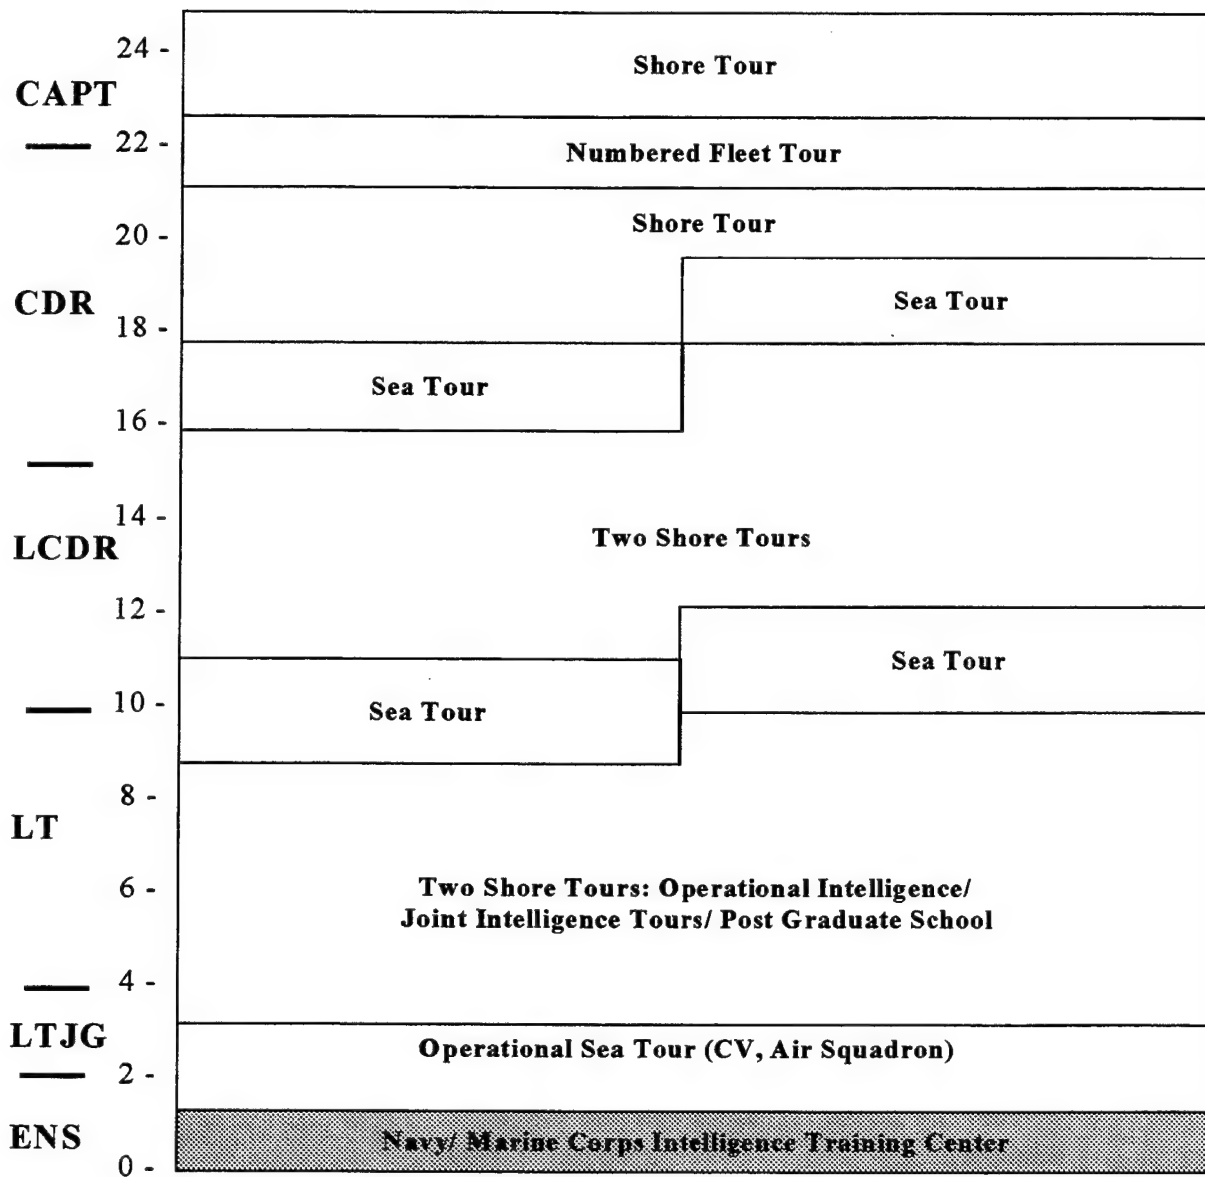 24 -
Shore Tour
CAPT
22 -
Numbered Fleet Tour
20 -
Shore Tour
CDR
Sea Tour
18 -
Sea Tour
16 -
14 -
LCDR
Two Shore Tours
12 -
Sea Tour
10 -
Sea Tour
8 -
LT
6 -
Two Shore Tours: Operational Intelligence/
Joint Intelligence Tours/ Post Graduate School
4 -
LTJG
Operational Sea Tour (CV, Air Squadron)
2 -
ENS
Navy/ Marine Corps Intelligence Training Center
0 -